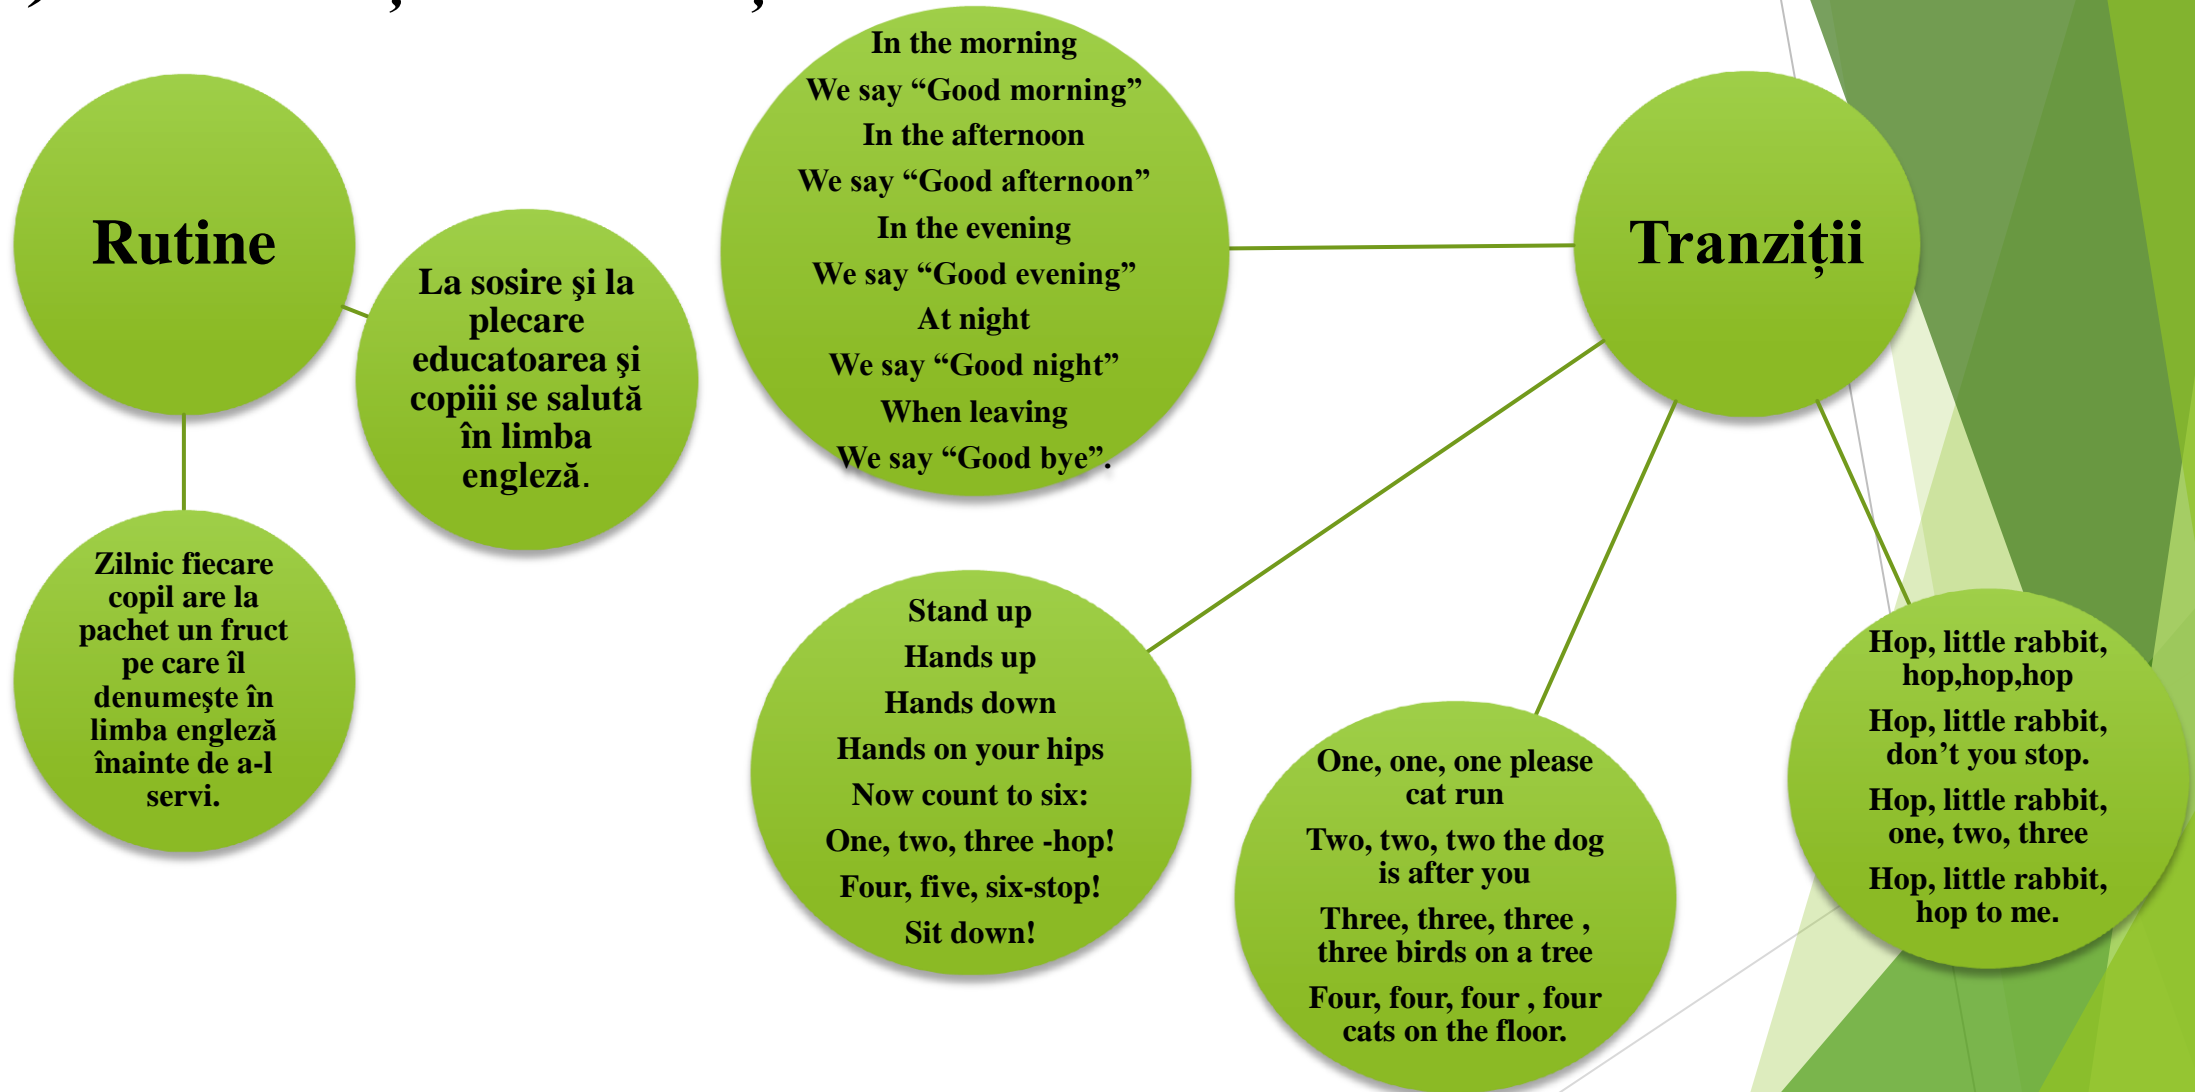 Rutine
La sosire şi la
plecare
educatoarea şi
copiii se salută
în limba
engleză.
Zilnic fiecare
copil are la
pachet un fruct
pe care îl
denumeşte în
limba engleză
înainte de a-l
servi.
Tranziții
In the morning
We say “Good morning”
In the afternoon
We say “Good afternoon”
In the evening
We say “Good evening”
At night
We say “Good night”
When leaving
We say “Good bye”.
Stand up
Hands up
Hands down
Hands on your hips
Now count to six:
One, two, three -hop!
Four, five, six-stop!
Sit down!
One, one, one please
cat run
Two, two, two the dog
is after you
Three, three, three ,
three birds on a tree
Four, four, four , four
cats on the floor.
Hop, little rabbit,
hop,hop,hop
Hop, little rabbit,
don’t you stop.
Hop, little rabbit,
one, two, three
Hop, little rabbit,
hop to me.